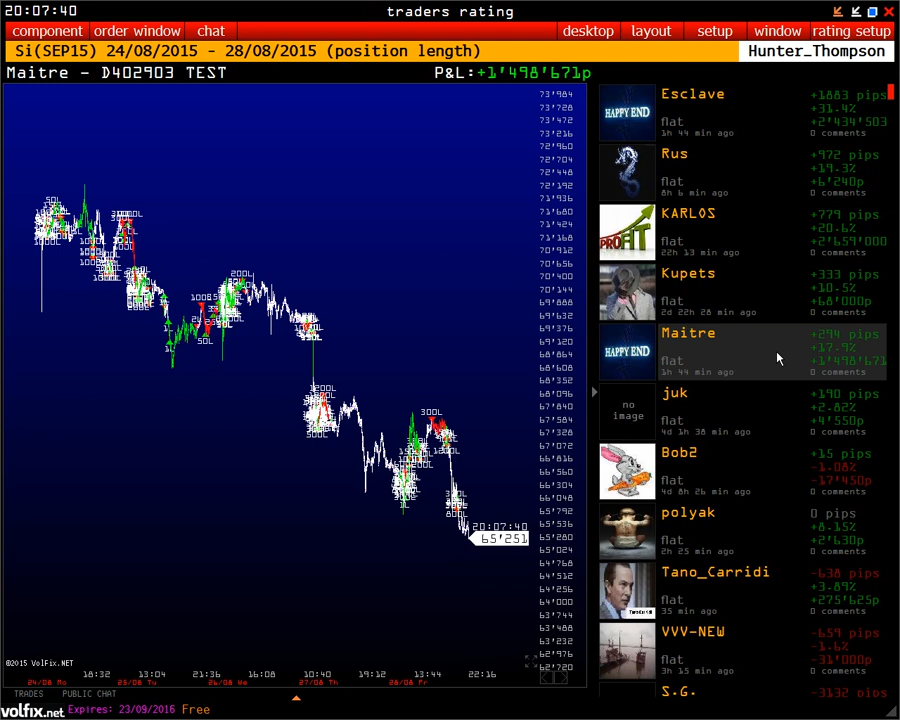 20:07:40
traders rating
component order window chat desktop layout setup window rating setup
Si(SEP15) 24/08/2015 - 28/08/2015 (position length)
Hunter_Thompson
Maitre - D402903 TEST
P&L:+1'498'671p
73'984
73'728
73'472
73'216
72'960
72'704
72'448
72'192
71'936
71'680
71'424
71'168
70'912
70'656
70'400
70'144
69'888
69'632
69'376
69'120
68'864
68'608
68'352
68'096
67'840
67'584
67'328
66'816
66'560
66'304
66'048
65'792
65'536
65'280
65'024
64'768
64'512
64'256
64'000
63'744
63'488
63'232
62'976
62'720
200L
50L
300L
20:07:40
65'251
©2015 VolFix.NET
18:32 13:04 21:36 16:08 10:40 19:12 13:44 22:16
24/08 Mo 25/08 Tu 26/08 We 27/08 Th 28/08 Fr
TRADES PUBLIC CHAT
volfix.net Expires: 23/09/2016 Free
HAPPY END
Esclave
+1883 pips
+31.4%
flat
+2'434'503
1h 44 min ago
0 comments
Rus
+972 pips
+19.3%
flat
+6'240p
8h 6 min ago
0 comments
PROFIT
KARLOS
+779 pips
+20.6%
flat
+2'659'000
22h 13 min ago
0 comments
Kupets
+333 pips
+10.5%
flat
+68'000p
2d 22h 28 min ago
0 comments
HAPPY END
Maitre
+294 pips
+17.9%
flat
+1'498'671
1h 44 min ago
0 comments
no image
juk
+190 pips
+2.82%
flat
+4'550p
4d 1h 38 min ago
0 comments
Bob2
+15 pips
-1.08%
flat
-17'450p
4d 8h 26 min ago
0 comments
polyak
0 pips
+8.15%
flat
+2'630p
2h 25 min ago
0 comments
Tano_Carridi
-638 pips
+3.89%
flat
+275'625p
35 min ago
0 comments
VVV-NEW
-659 pips
-1.6%
flat
-31'000p
3h 15 min ago
0 comments
S.G.
-3132 pips